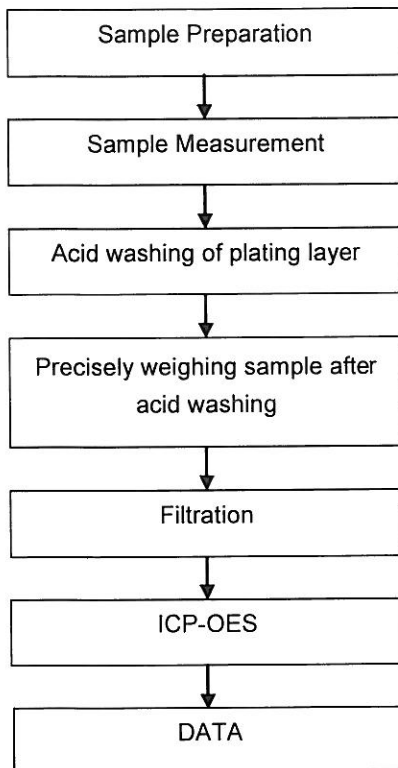 Sample Preparation
Sample Measurement
Acid washing of plating layer
Precisely weighing sample after
acid washing
Filtration
ICP-OES
DATA